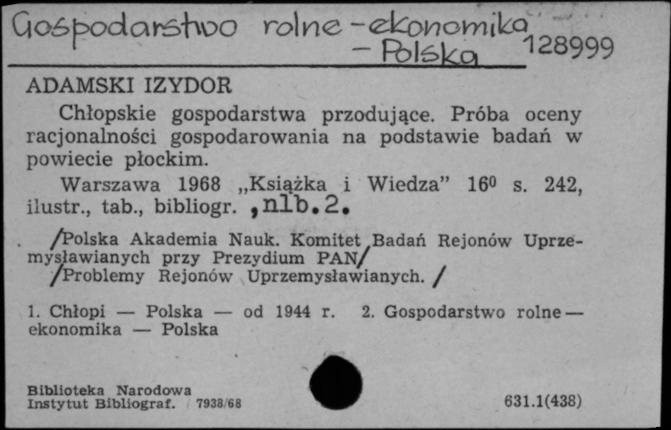 Gospodarstwo rolne - ekonomika
- Polska 128999
ADAMSKI IZYDOR
Chłopskie gospodarstwa przodujące. Próba oceny
racjonalności gospodarowania na podstawie badań w
powiecie płockim.
Warszawa 1968 „Książka i Wiedza” 16⁰ s. 242,
ilustr., tab., bibliogr. , nlb. 2.
/Polska Akademia Nauk. Komitet Badań Rejonów Uprze-
mysławianych przy Prezydium PAN/
/Problemy Rejonów Uprzemysławianych. /
1. Chłopi — Polska — od 1944 r. 2. Gospodarstwo rolne —
ekonomika — Polska
Biblioteka Narodowa
Instytut Bibliograf. 7938/68 631.1(438)